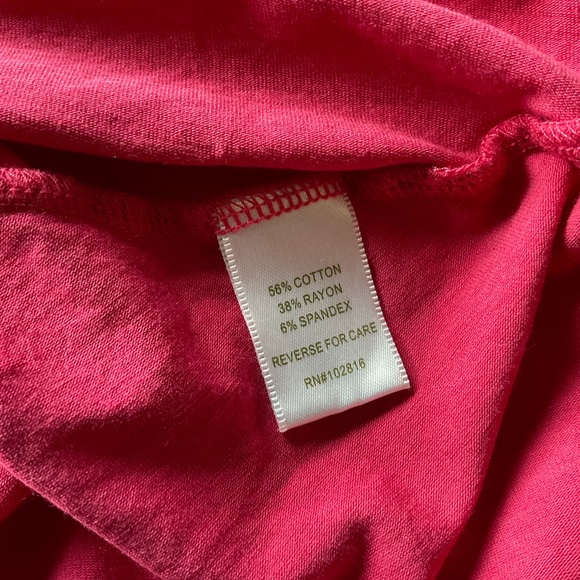 56% COTTON
38% RAYON
6% SPANDEX
REVERSE FOR CARE
RN#102816